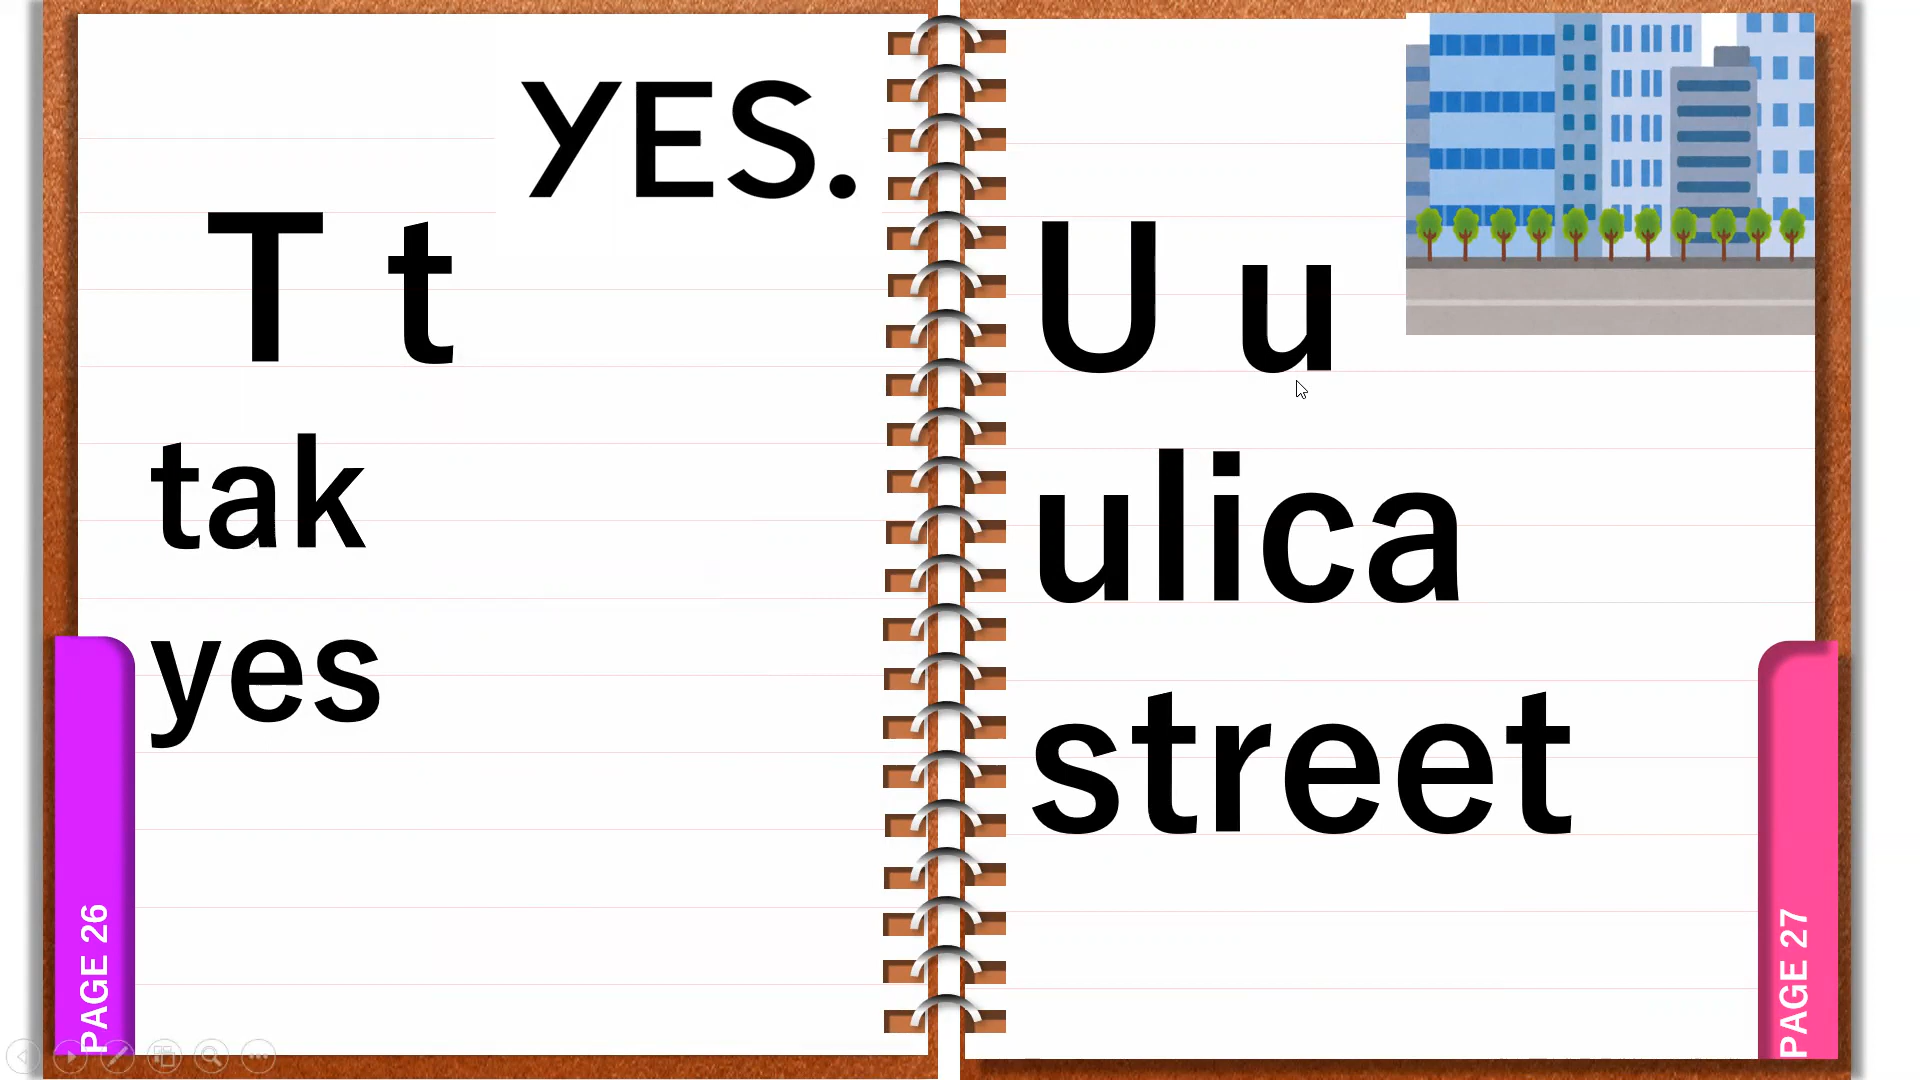 YES.
T t
tak
yes
PAGE 26
U u
ulica
street
PAGE 27